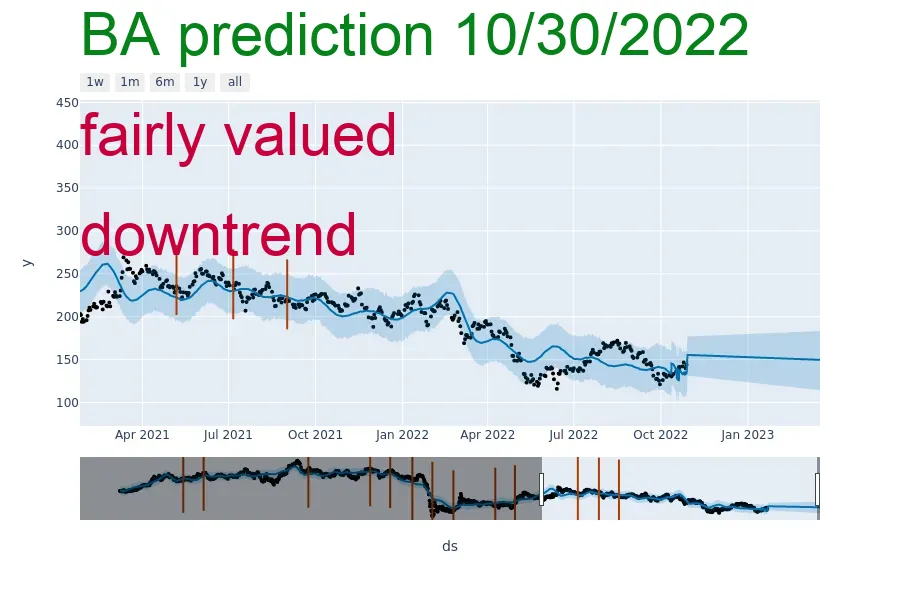 BA prediction 10/30/2022
1w 1m 6m 1y all
450
fairly valued
400
350
300
downtrend
y
250
200
150
100
Apr 2021 Jul 2021 Oct 2021 Jan 2022 Apr 2022 Jul 2022 Oct 2022 Jan 2023
ds